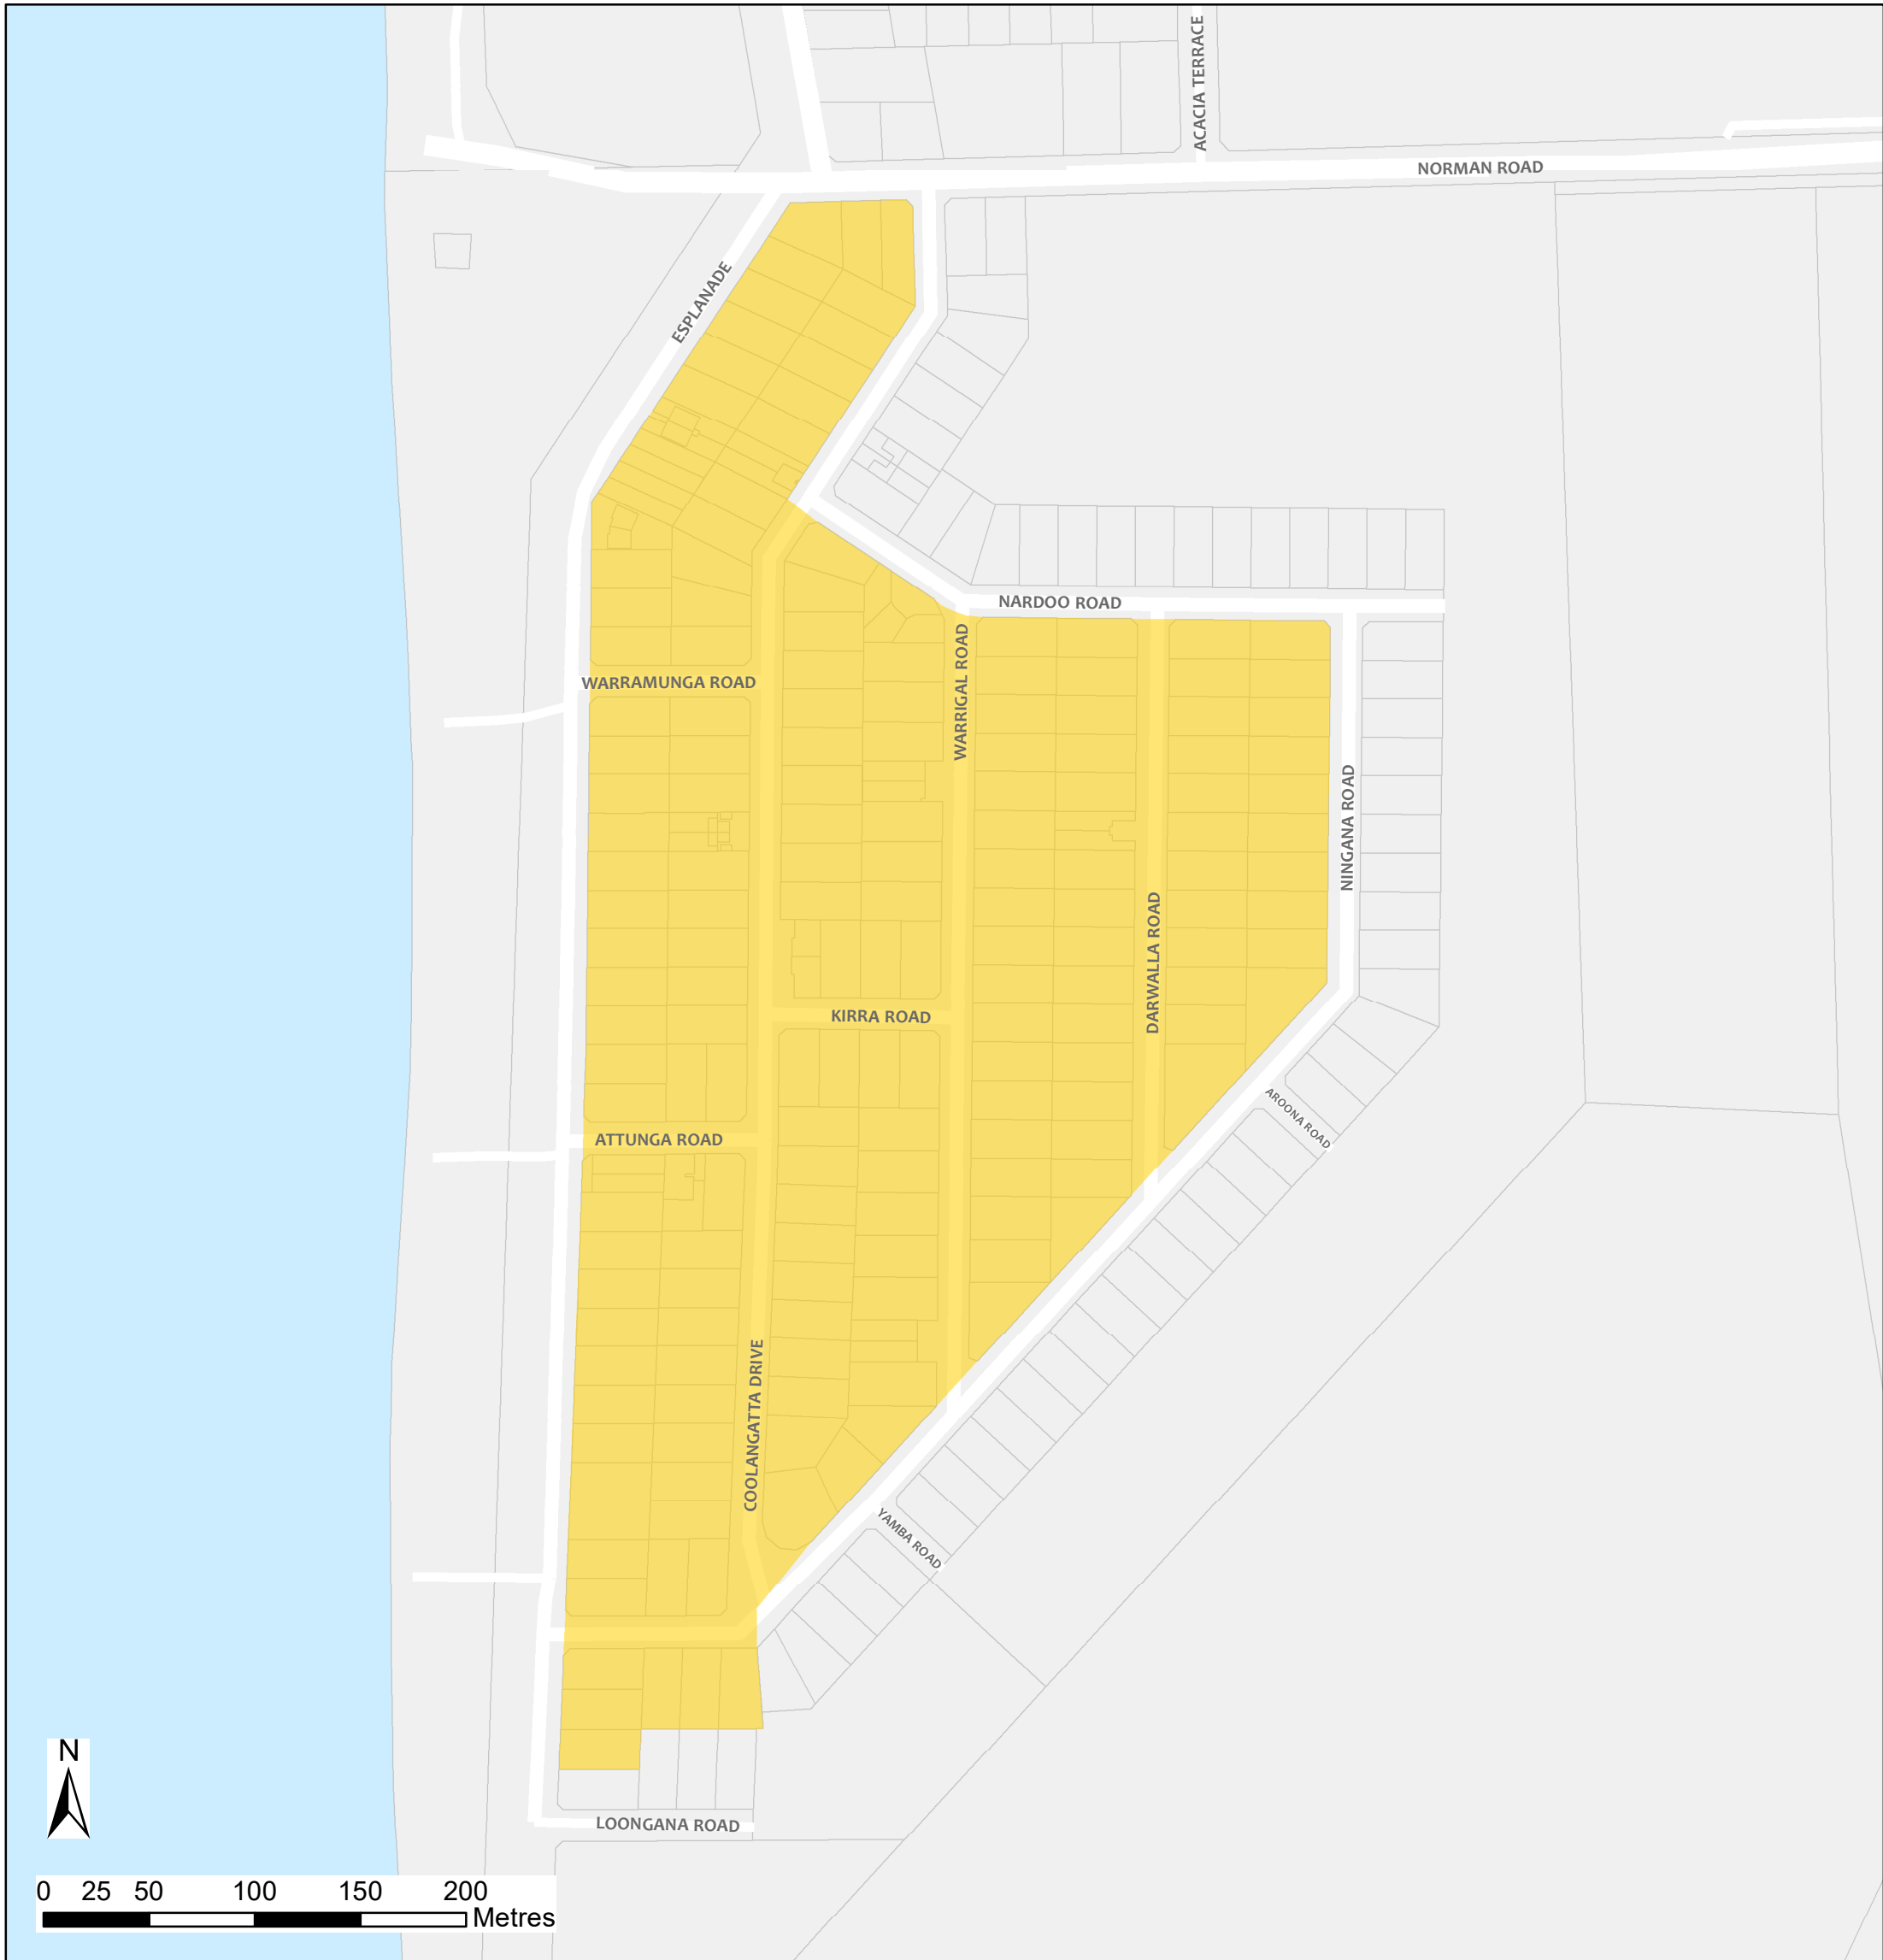 ACACIA TERRACE
NORMAN ROAD
ESPLANADE
NARDOO ROAD
WARRAMUNGA ROAD
WARRIGAL ROAD
NINGANA ROAD
DARWALLA ROAD
KIRRA ROAD
AROONA ROAD
ATTUNGA ROAD
COOLANGATTA DRIVE
YAMBA ROAD
N
LOONGANA ROAD
0 25 50 100 150 200
Metres